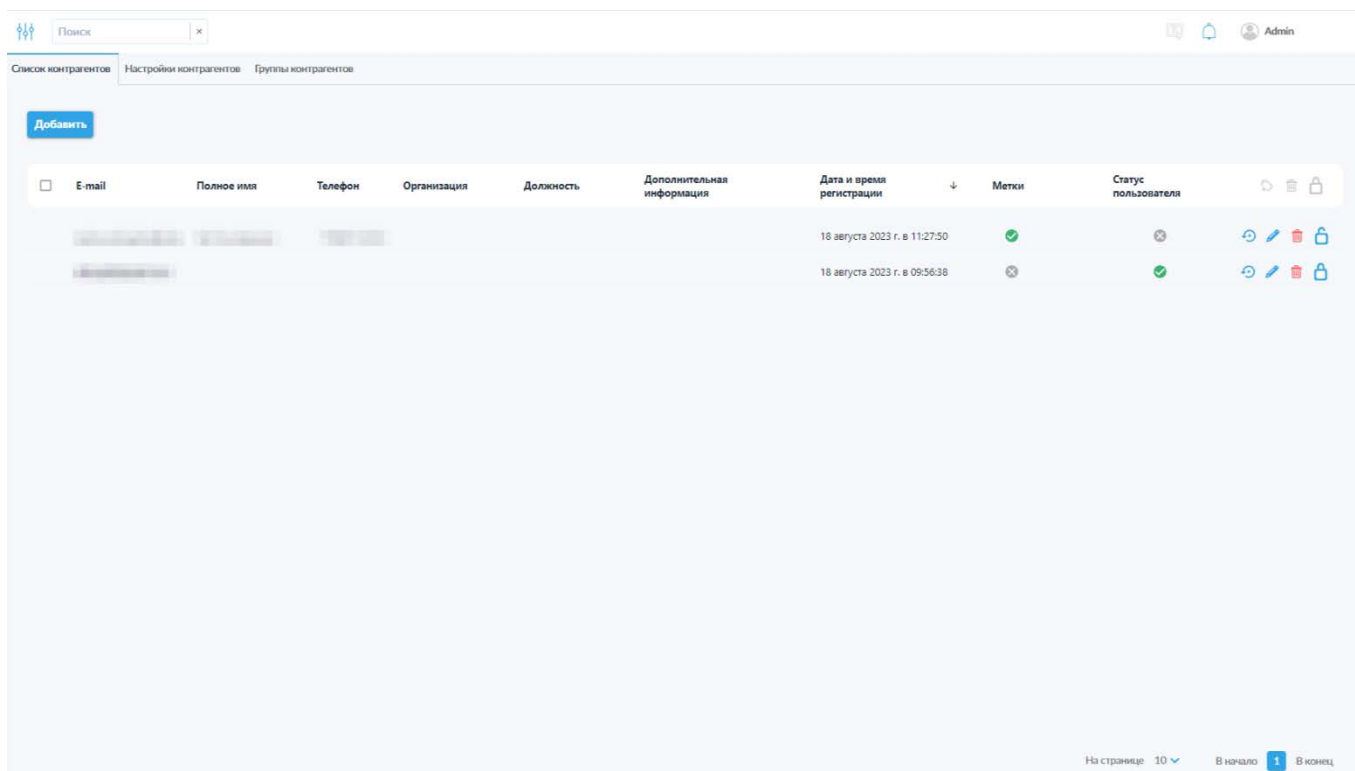 Поиск
Admin
Список контрагентов Настройки контрагентов Группы контрагентов
Добавить
E-mail Полное имя Телефон Организация Должность Дополнительная информация Дата и время регистрации ↓ Метки Статус пользователя
18 августа 2023 г. в 11:27:50
18 августа 2023 г. в 09:56:38
На странице 10 В начало 1 В конец